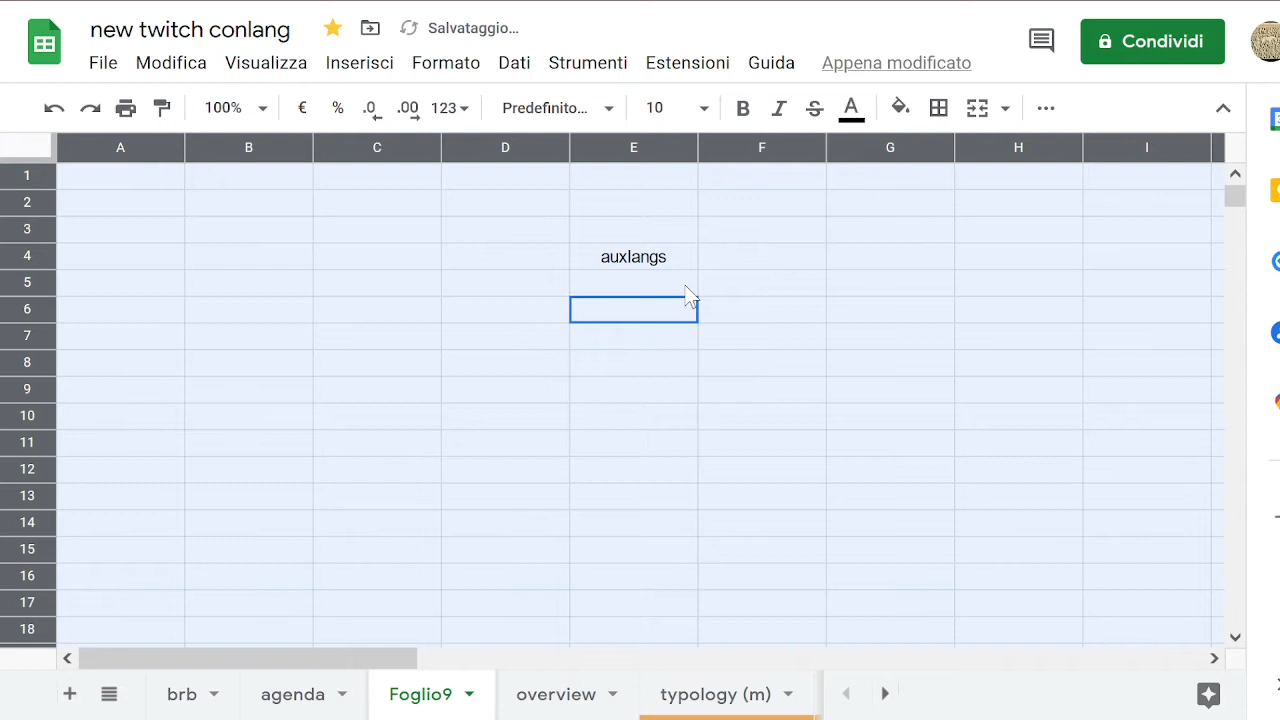 new twitch conlang Salvataggio...
Condividi
File Modifica Visualizza Inserisci Formato Dati Strumenti Estensioni Guida Appena modificato
100% € % .0 .00 123 Predefinito... 10 B I S A ...
A B C D E F G H I
1
2
3
4 auxlangs
5
6
7
8
9
10
11
12
13
14
15
16
17
18
brb agenda Foglio9 overview typology (m)